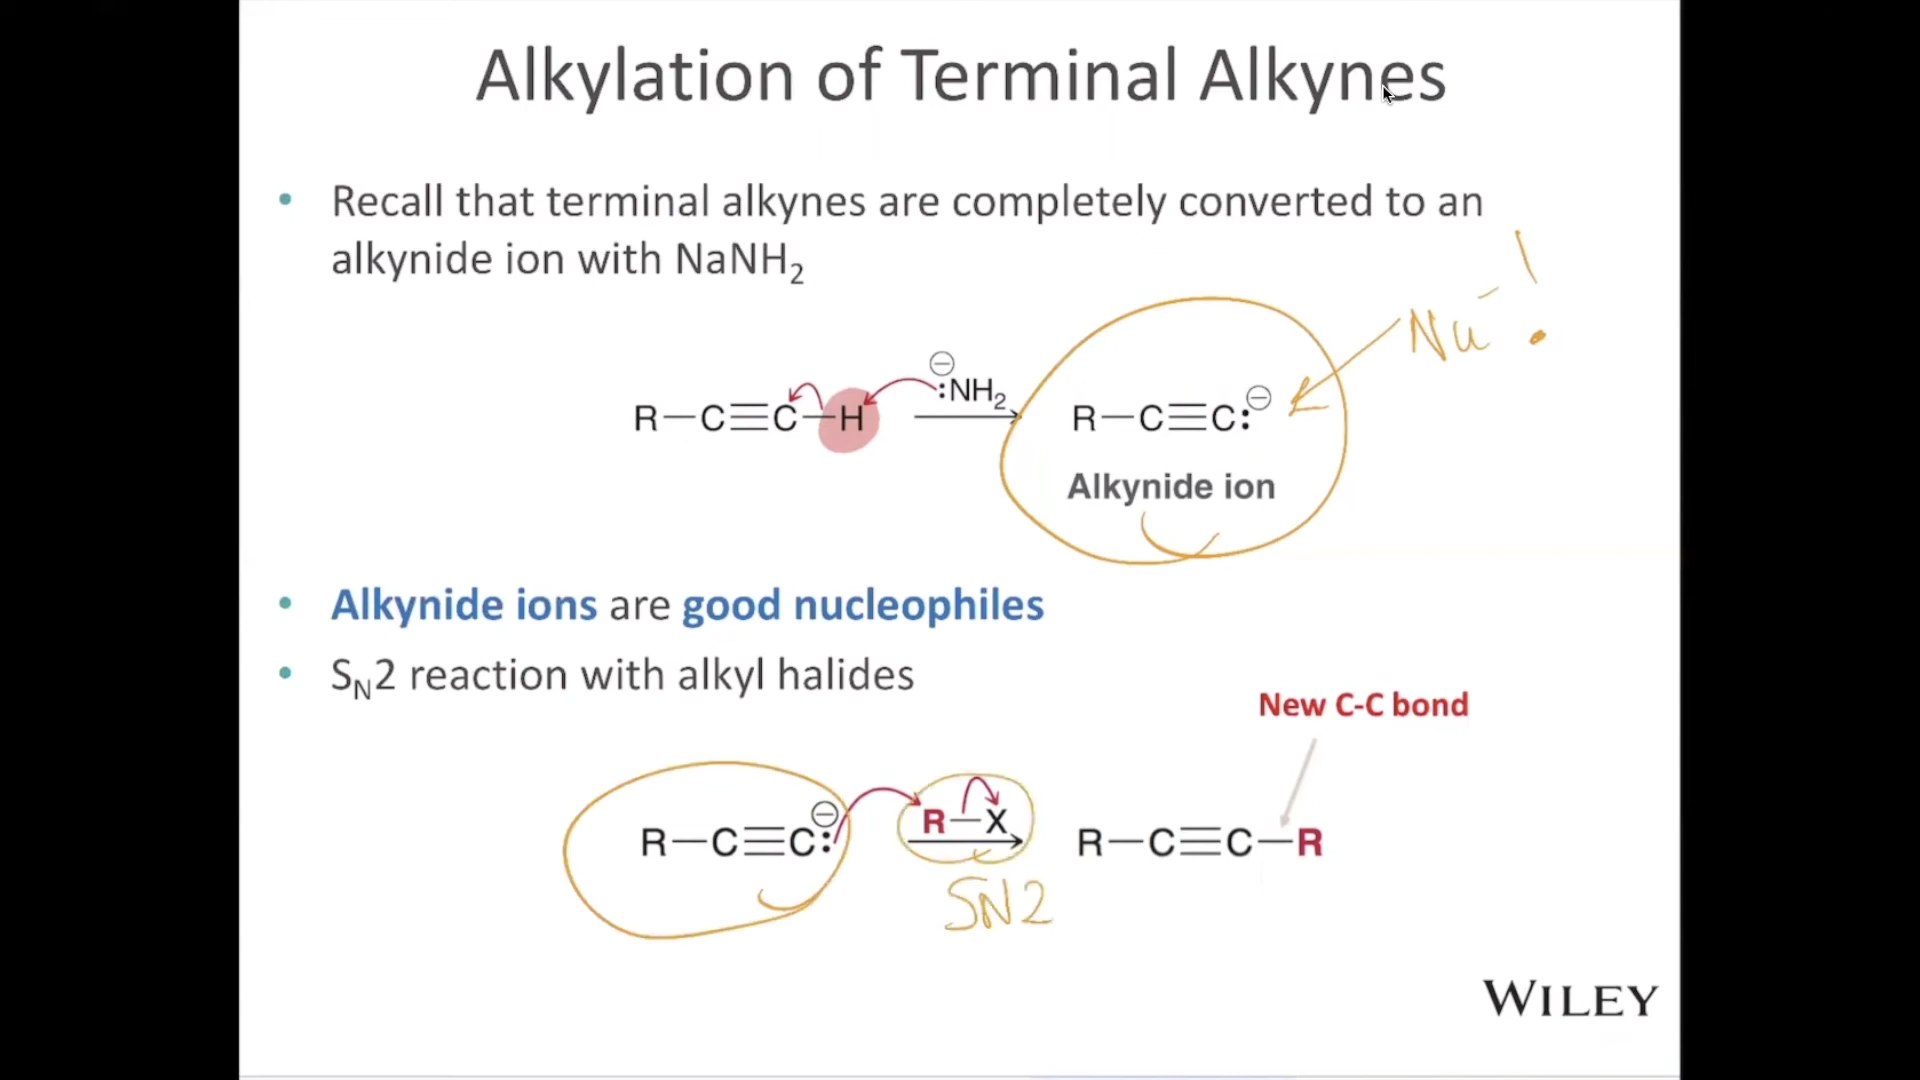 Alkylation of Terminal Alkynes
• Recall that terminal alkynes are completely converted to an
alkynide ion with NaNH₂
Nu⁻ !
R—C≡C—H
⊖
:NH₂
R—C≡C:⊖
Alkynide ion
• Alkynide ions are good nucleophiles
• S_N2 reaction with alkyl halides
New C-C bond
R—C≡C:⊖
R—X
R—C≡C—R
SN2
WILEY